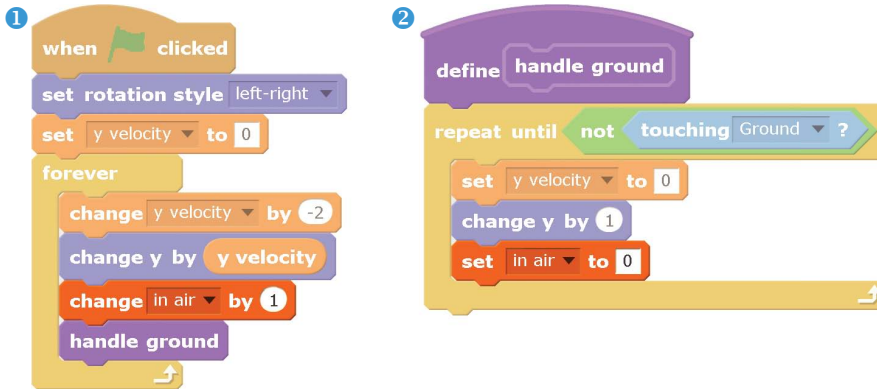 1
when clicked
set rotation style left-right
set y velocity to 0
forever
change y velocity by -2
change y by y velocity
change in air by 1
handle ground
2
define handle ground
repeat until not touching Ground ?
set y velocity to 0
change y by 1
set in air to 0